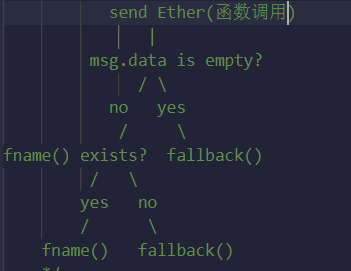 send Ether(函数调用)
|
msg.data is empty?
/ \
no yes
/ \
fname() exists? fallback()
/ \
yes no
/ \
fname() fallback()
*/